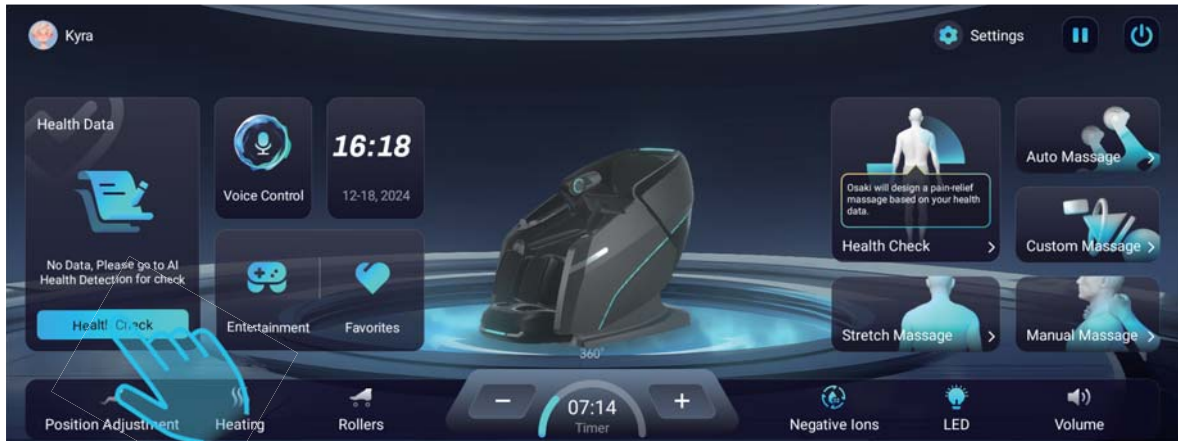 Kyra
Settings
Health Data
No Data, Please go to AI
Health Detection for check
Health Check
Voice Control
16:18
12-18, 2024
Entertainment
Favorites
360°
Osaki will design a pain-relief
massage based on your health
data.
Health Check
Auto Massage
Custom Massage
Stretch Massage
Manual Massage
Position Adjustment
Heating
Rollers
07:14
Timer
Negative Ions
LED
Volume